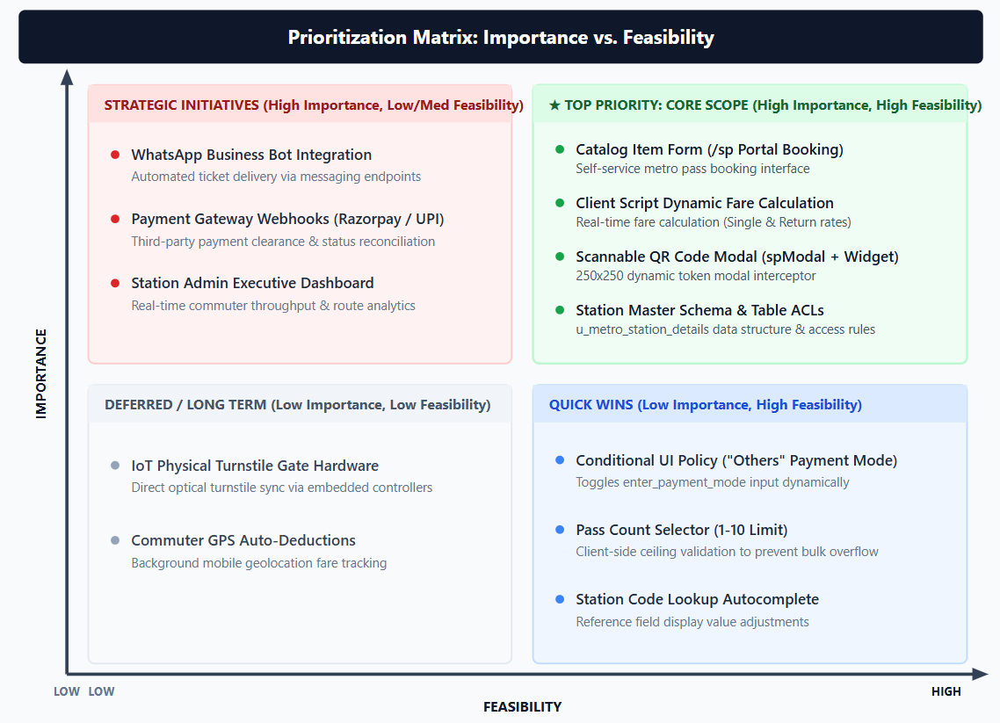 Prioritization Matrix: Importance vs. Feasibility
STRATEGIC INITIATIVES (High Importance, Low/Med Feasibility)
WhatsApp Business Bot Integration
Automated ticket delivery via messaging endpoints
Payment Gateway Webhooks (Razorpay / UPI)
Third-party payment clearance & status reconciliation
Station Admin Executive Dashboard
Real-time commuter throughput & route analytics
★ TOP PRIORITY: CORE SCOPE (High Importance, High Feasibility)
Catalog Item Form (/sp Portal Booking)
Self-service metro pass booking interface
Client Script Dynamic Fare Calculation
Real-time fare calculation (Single & Return rates)
Scannable QR Code Modal (spModal + Widget)
250x250 dynamic token modal interceptor
Station Master Schema & Table ACLs
u_metro_station_details data structure & access rules
IMPORTANCE
DEFERRED / LONG TERM (Low Importance, Low Feasibility)
IoT Physical Turnstile Gate Hardware
Direct optical turnstile sync via embedded controllers
Commuter GPS Auto-Deductions
Background mobile geolocation fare tracking
QUICK WINS (Low Importance, High Feasibility)
Conditional UI Policy ("Others" Payment Mode)
Toggles enter_payment_mode input dynamically
Pass Count Selector (1-10 Limit)
Client-side ceiling validation to prevent bulk overflow
Station Code Lookup Autocomplete
Reference field display value adjustments
LOW LOW
HIGH
FEASIBILITY